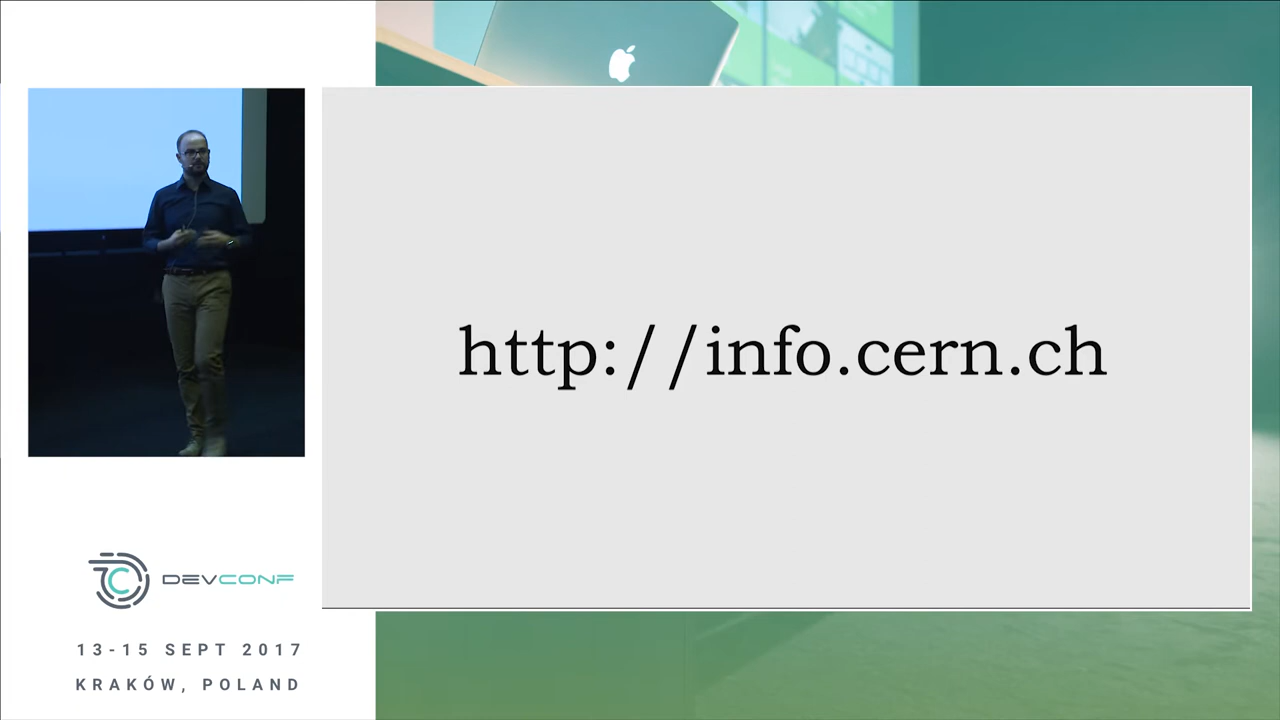 http://info.cern.ch
DEVCONF
13-15 SEPT 2017
KRAKÓW, POLAND